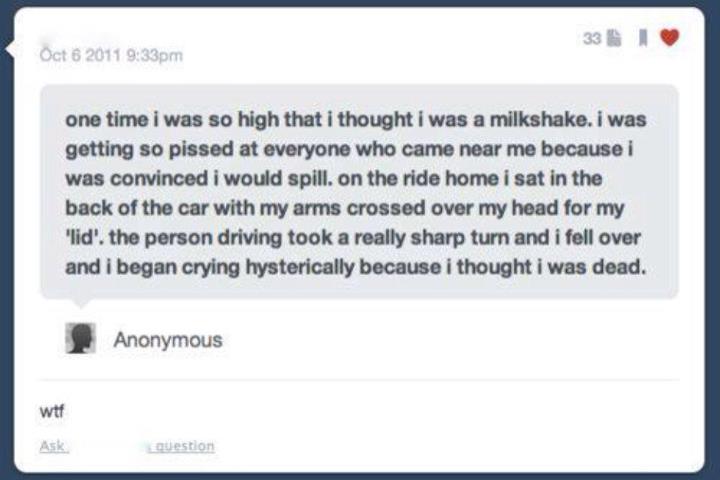 Oct 6 2011 9:33pm
33
one time i was so high that i thought i was a milkshake. i was
getting so pissed at everyone who came near me because i
was convinced i would spill. on the ride home i sat in the
back of the car with my arms crossed over my head for my
'lid'. the person driving took a really sharp turn and i fell over
and i began crying hysterically because i thought i was dead.
Anonymous
wtf
Ask question